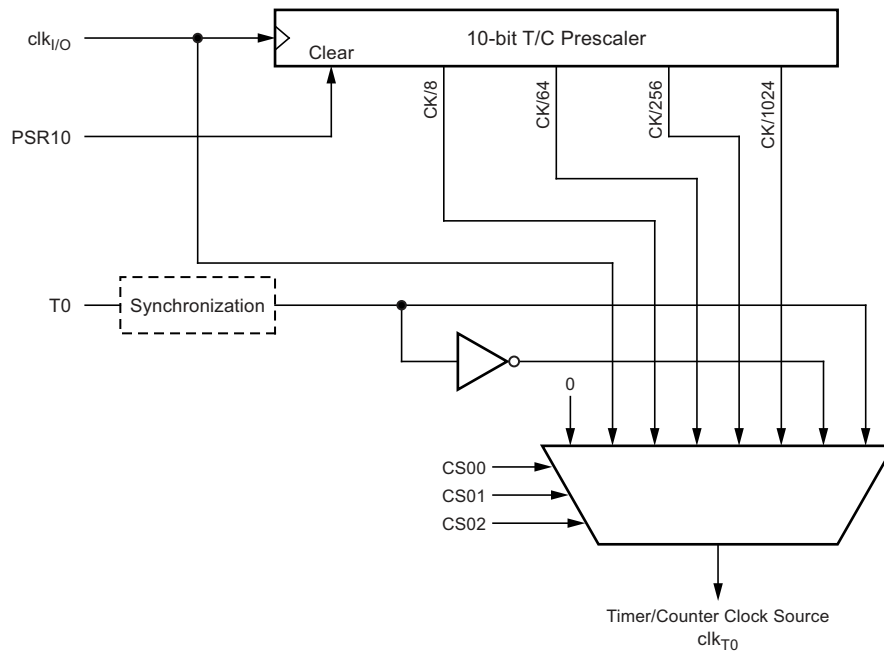 clkI/O
10-bit T/C Prescaler
Clear
CK/8
CK/64
CK/256
CK/1024
PSR10
T0
Synchronization
0
CS00
CS01
CS02
Timer/Counter Clock Source
clkT0